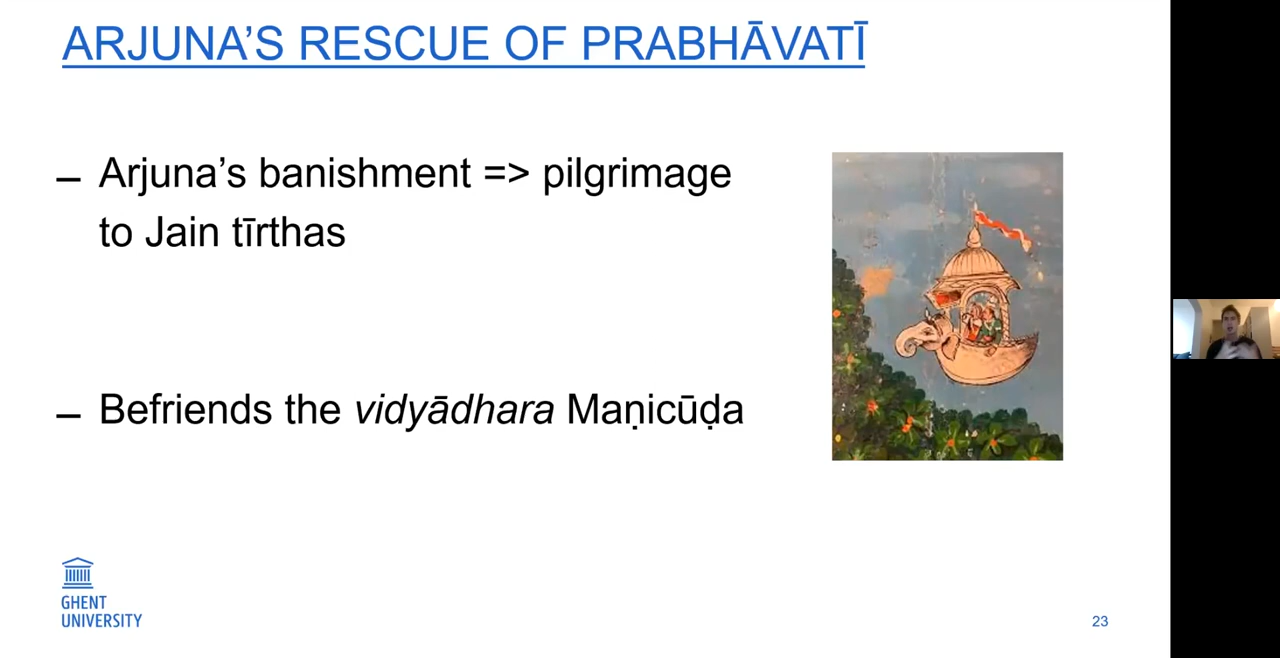 ARJUNA’S RESCUE OF PRABHĀVATĪ
– Arjuna’s banishment => pilgrimage
to Jain tīrthas
– Befriends the vidyādhara Maṇicūḍa
GHENT
UNIVERSITY
23